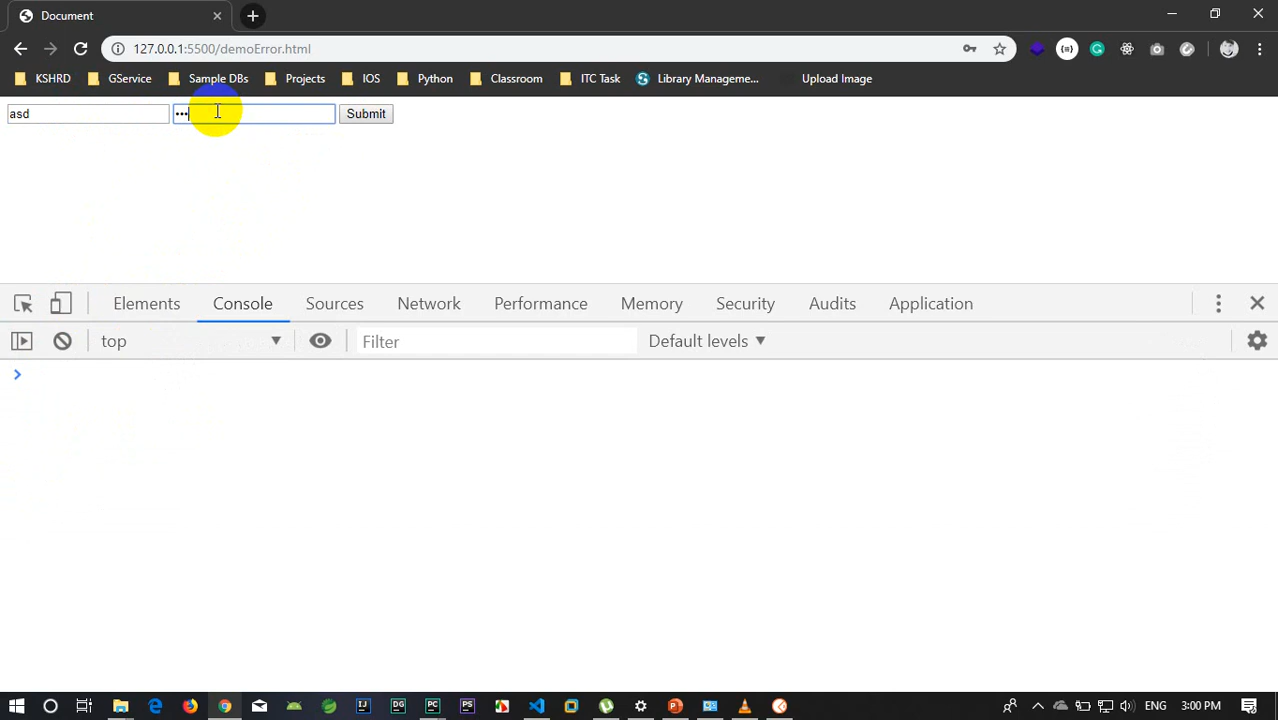 Document
127.0.0.1:5500/demoError.html
KSHRD GService Sample DBs Projects IOS Python Classroom ITC Task Library Manageme... Upload Image
asd ••• Submit
Elements Console Sources Network Performance Memory Security Audits Application
top Filter Default levels
ENG 3:00 PM